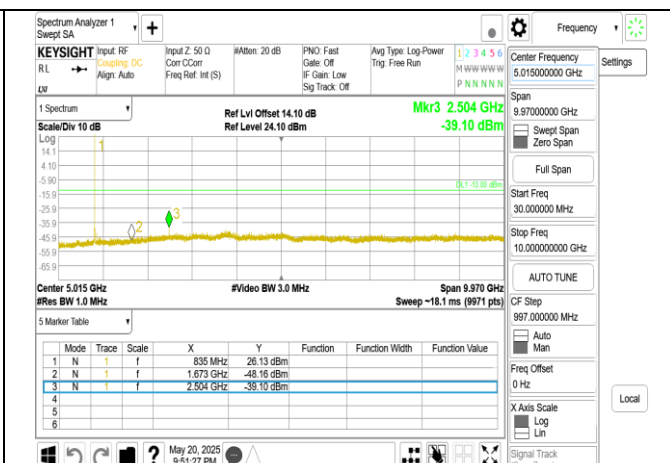 Spectrum Analyzer 1
Swept SA
+
Frequency
KEYSIGHT
RL
Input: RF
Coupling: DC
Align: Auto
Input Z: 50 Ω
Corr CCorr
Freq Ref: Int (S)
#Atten: 20 dB
PNO: Fast
Gate: Off
IF Gain: Low
Sig Track: Off
Avg Type: Log-Power
Trig: Free Run
1 2 3 4 5 6
M W W W W W
P N N N N N
Settings
1 Spectrum
Scale/Div 10 dB
Ref Lvl Offset 14.10 dB
Ref Level 24.10 dBm
Mkr3 2.504 GHz
-39.10 dBm
Log
14.1
4.10
-5.90
-15.9
-25.9
-35.9
-45.9
-55.9
-65.9
1
2
3
DL1 -13.00 dBm
Center 5.015 GHz
#Res BW 1.0 MHz
#Video BW 3.0 MHz
Span 9.970 GHz
Sweep ~18.1 ms (9971 pts)
5 Marker Table
Mode Trace Scale X Y Function Function Width Function Value
1 N 1 f 835 MHz 26.13 dBm
2 N 1 f 1.673 GHz -48.16 dBm
3 N 1 f 2.504 GHz -39.10 dBm
4
5
6
?
May 20, 2025
9:51:27 PM
Center Frequency
5.015000000 GHz
Span
9.97000000 GHz
Swept Span
Zero Span
Full Span
Start Freq
30.000000 MHz
Stop Freq
10.000000000 GHz
AUTO TUNE
CF Step
997.000000 MHz
Auto
Man
Freq Offset
0 Hz
X Axis Scale
Log
Lin
Signal Track
Local